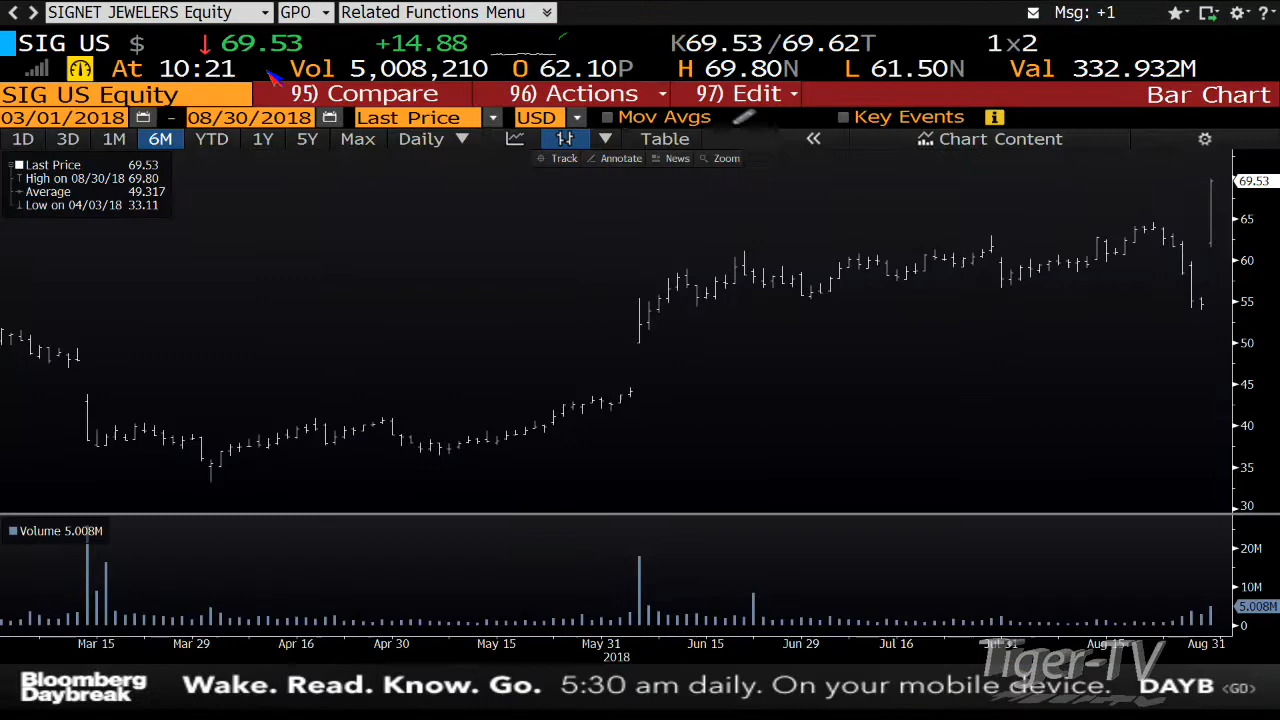 SIGNET JEWELERS Equity GPO Related Functions Menu Msg: +1
SIG US $ ↓ 69.53 +14.88 K69.53 /69.62T 1x2
At 10:21 Vol 5,008,210 O 62.10P H 69.80N L 61.50N Val 332.932M
SIG US Equity 95) Compare 96) Actions 97) Edit Bar Chart
03/01/2018 - 08/30/2018 Last Price USD Mov Avgs Key Events
1D 3D 1M 6M YTD 1Y 5Y Max Daily ▼ Table « Chart Content
Track Annotate News Zoom
Last Price 69.53
High on 08/30/18 69.80
Average 49.317
Low on 04/03/18 33.11
69.53
65
60
55
50
45
40
35
30
Volume 5.008M
20M
10M
5.008M
0
Mar 15 Mar 29 Apr 16 Apr 30 May 15 May 31 Jun 15 Jun 29 Jul 16 Jul 31 Aug 15 Aug 31
2018
Tiger-TV
Bloomberg
Daybreak
Wake. Read. Know. Go. 5:30 am daily. On your mobile device. DAYB <GO>